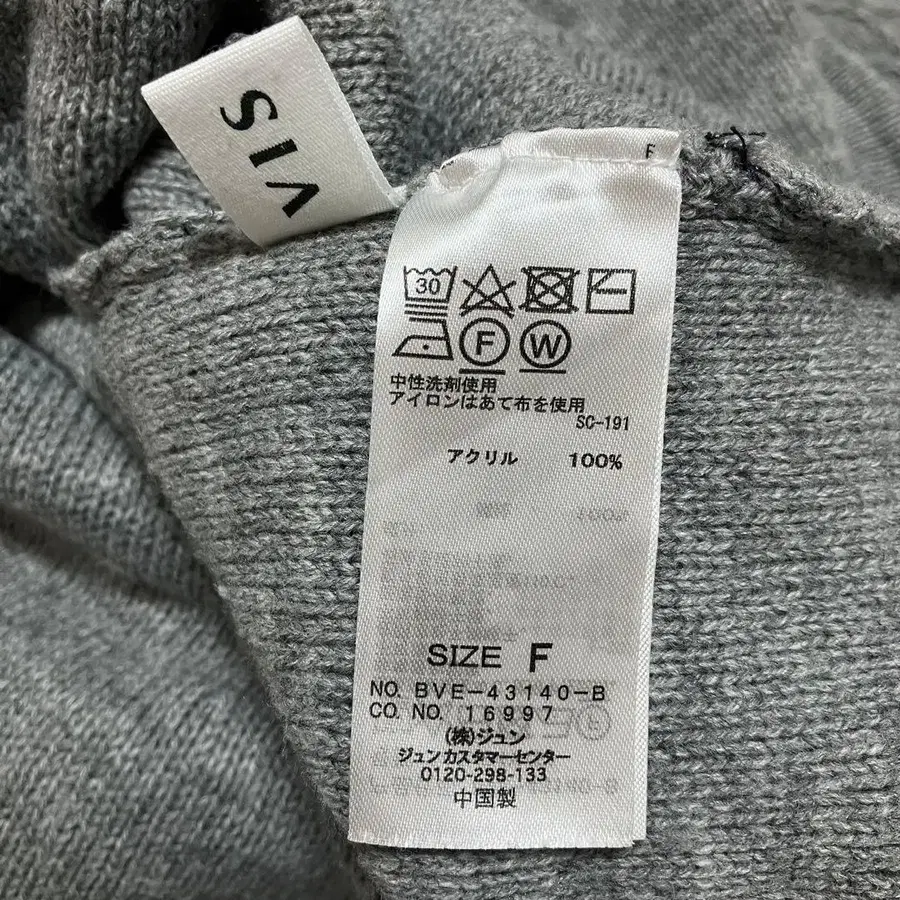 VIS
F
30
F W
中性洗剤使用
アイロンはあて布を使用
SC-191
アクリル 100%
SIZE F
NO. BVE-43140-B
CO. NO. 16997
(株)ジュン
ジュンカスタマーセンター
0120-298-133
中国製